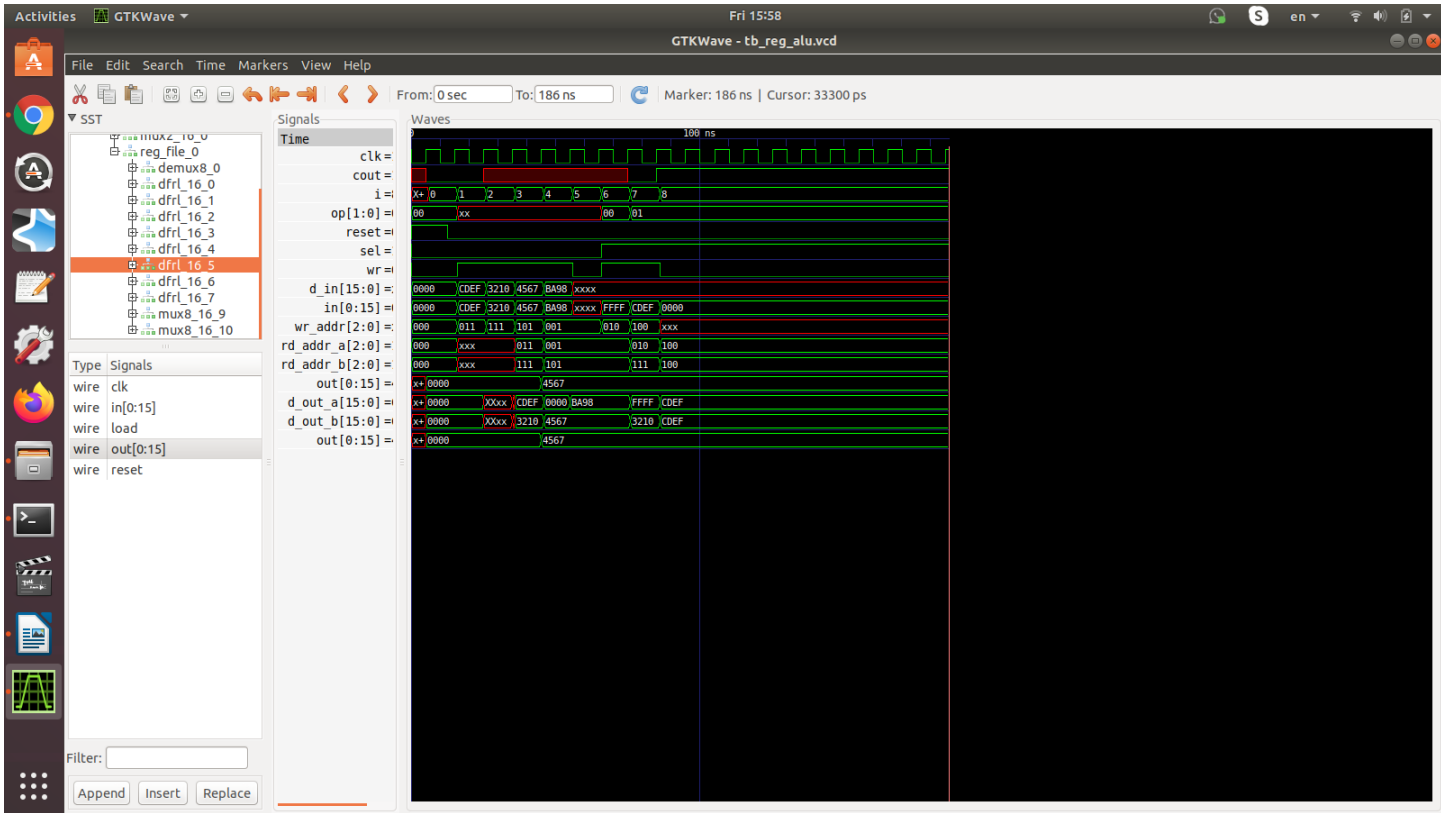 Activities GTKWave Fri 15:58 en
GTKWave - tb_reg_alu.vcd
File Edit Search Time Markers View Help
From: 0 sec To: 186 ns Marker: 186 ns | Cursor: 33300 ps
SST
mux2_16_0
reg_file_0
demux8_0
dfrl_16_0
dfrl_16_1
dfrl_16_2
dfrl_16_3
dfrl_16_4
dfrl_16_5
dfrl_16_6
dfrl_16_7
mux8_16_9
mux8_16_10
Type Signals
wire clk
wire in[0:15]
wire load
wire out[0:15]
wire reset
Filter:
Append Insert Replace
Signals
Time
clk =
cout =
i =
op[1:0] =
reset =
sel =
wr =
d_in[15:0] =
in[0:15] =
wr_addr[2:0] =
rd_addr_a[2:0] =
rd_addr_b[2:0] =
out[0:15] =
d_out_a[15:0] =
d_out_b[15:0] =
out[0:15] =
Waves
100 ns
X+ 0 1 2 3 4 5 6 7 8
00 xx 00 01
0000 CDEF 3210 4567 BA98 xxxx
0000 CDEF 3210 4567 BA98 xxxx FFFF CDEF 0000
000 011 111 101 001 010 100 xxx
000 xxx 011 001 010 100
000 xxx 111 101 111 100
x+ 0000 4567
x+ 0000 XXxx CDEF 0000 BA98 FFFF CDEF
x+ 0000 XXxx 3210 4567 3210 CDEF
x+ 0000 4567